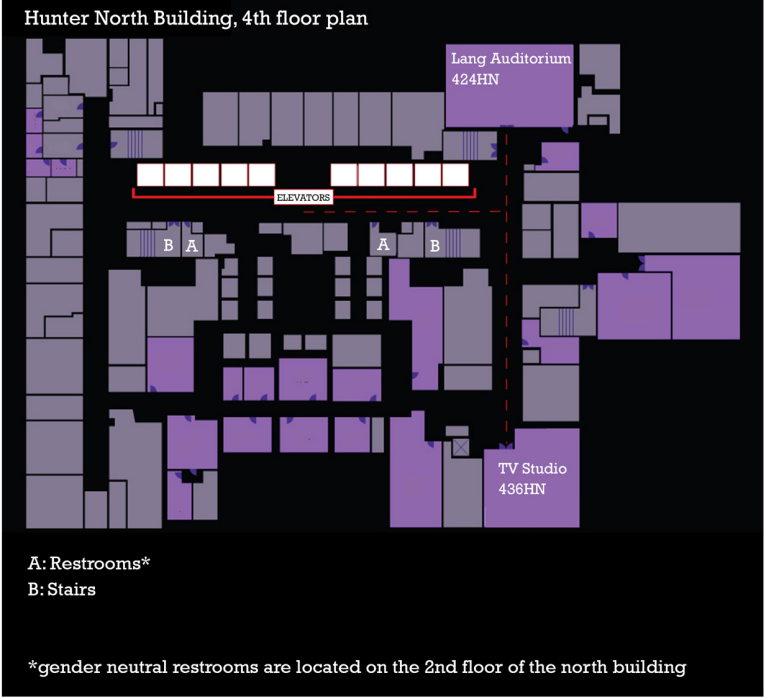 Hunter North Building, 4th floor plan
Lang Auditorium
424HN
ELEVATORS
B A
A B
TV Studio
436HN
A: Restrooms*
B: Stairs
*gender neutral restrooms are located on the 2nd floor of the north building